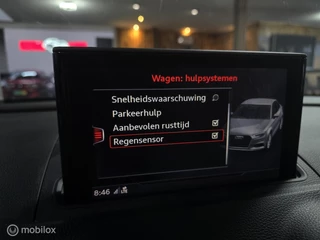 Wagen: hulpsystemen
Snelheidswaarschuwing
Parkeerhulp
Aanbevolen rusttijd
Regensensor
8:46
© mobilox